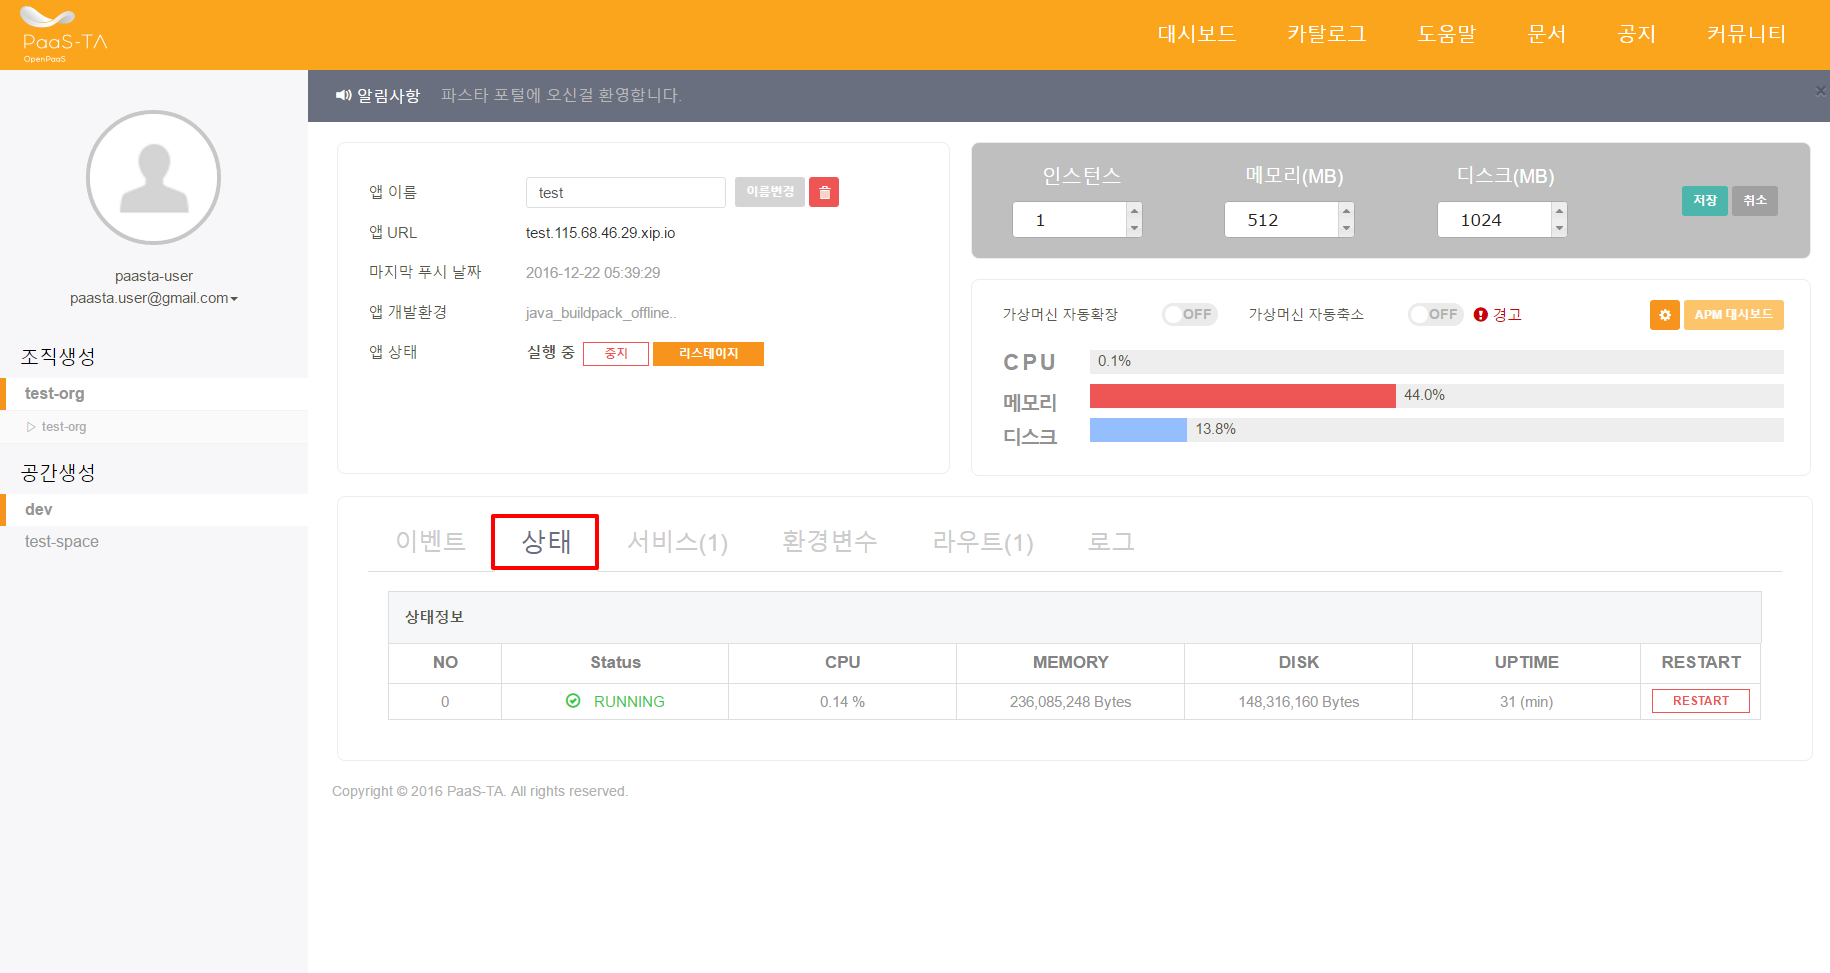 PaaS-TA
OpenPaaS
대시보드 카탈로그 도움말 문서 공지 커뮤니티
알림사항 파스타 포털에 오신걸 환영합니다.
paasta-user
paasta.user@gmail.com
조직생성
test-org
test-org
공간생성
dev
test-space
앱 이름 test 이름변경
앱 URL test.115.68.46.29.xip.io
마지막 푸시 날짜 2016-12-22 05:39:29
앱 개발환경 java_buildpack_offline..
앱 상태 실행 중 중지 리스테이지
인스턴스 메모리(MB) 디스크(MB)
1 512 1024 저장 취소
가상머신 자동확장 OFF 가상머신 자동축소 OFF 경고 APM 대시보드
CPU 0.1%
메모리 44.0%
디스크 13.8%
이벤트 상태 서비스(1) 환경변수 라우트(1) 로그
상태정보
NO Status CPU MEMORY DISK UPTIME RESTART
0 RUNNING 0.14 % 236,085,248 Bytes 148,316,160 Bytes 31 (min) RESTART
Copyright © 2016 PaaS-TA. All rights reserved.